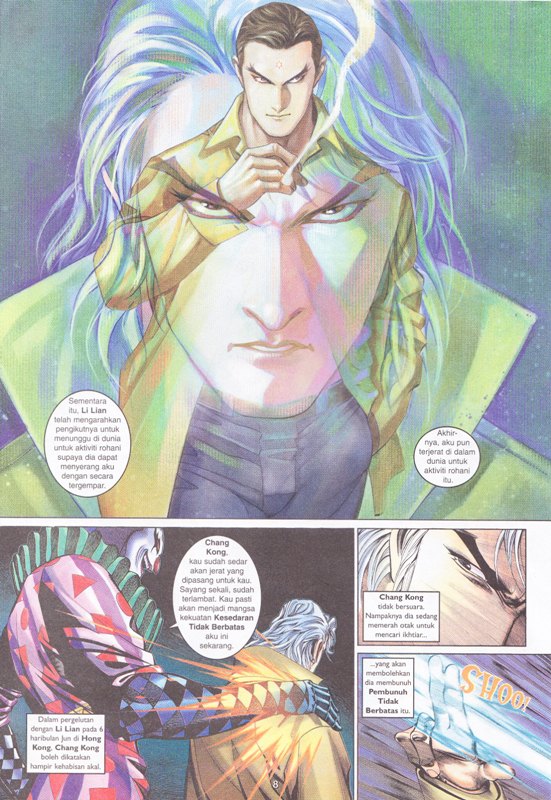 Sementara
itu, Li Lian
telah mengarahkan
pengikutnya untuk
menunggu di dunia
untuk aktiviti rohani
supaya dia dapat
menyerang aku
dengan secara
tergempar.
Akhir-
nya, aku pun
terjerat di dalam
dunia untuk
aktiviti rohani
itu.
Chang
Kong,
kau sudah sedar
akan jerat yang
dipasang untuk kau.
Sayang sekali, sudah
terlambat. Kau pasti
akan menjadi mangsa
kekuatan Kesedaran
Tidak Berbatas
aku ini
sekarang.
Dalam pergelutan
dengan Li Lian pada 6
haribulan Jun di Hong
Kong, Chang Kong
boleh dikatakan
hampir kehabisan akal.
Chang Kong
tidak bersuara.
Nampaknya dia sedang
memerah otak untuk
mencari ikhtiar...
...yang akan
membolehkan
dia membunuh
Pembunuh
Tidak
Berbatas itu.
SHOO!
8